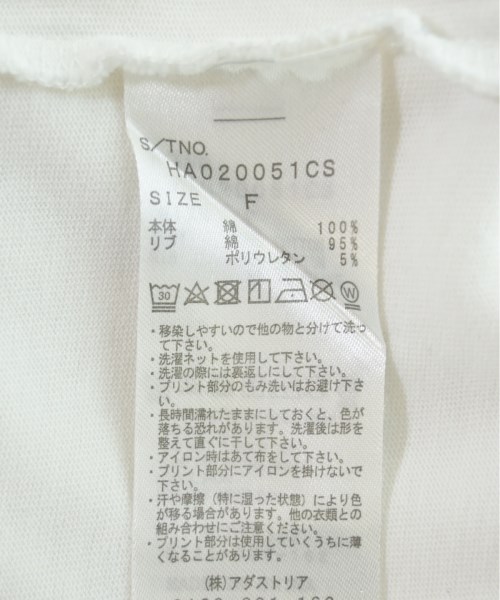 S/TNO.
HA020051CS
SIZE F
本体 綿 100%
リブ 綿 95%
ポリウレタン 5%
30 W
・移染しやすいので他の物と分けて洗っ
て下さい。
・洗濯ネットを使用して下さい。
・洗濯の際には裏返しにして下さい。
・プリント部分のもみ洗いはお避け下さ
い。
・長時間濡れたままにしておくと、色が
落ちる恐れがあります。洗濯後は形を
整えて直ぐに干して下さい。
・アイロン時はあて布をして下さい。
・プリント部分にアイロンを掛けないで
下さい。
・汗や摩擦（特に湿った状態）により色
が移る場合があります。他の衣類との
組み合わせにご注意ください。
・プリント部分は使用していくうちに薄
くなることがあります。
(株)アダストリア